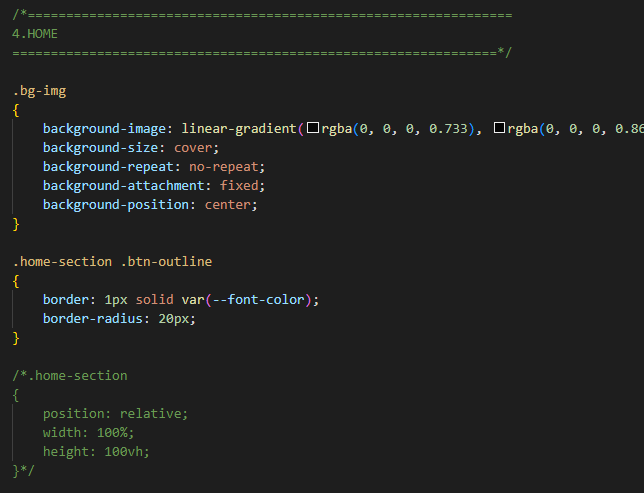 /*==============================================================
4.HOME
==============================================================*/
.bg-img
{
background-image: linear-gradient(rgba(0, 0, 0, 0.733), rgba(0, 0, 0, 0.86
background-size: cover;
background-repeat: no-repeat;
background-attachment: fixed;
background-position: center;
}
.home-section .btn-outline
{
border: 1px solid var(--font-color);
border-radius: 20px;
}
/*.home-section
{
position: relative;
width: 100%;
height: 100vh;
}*/